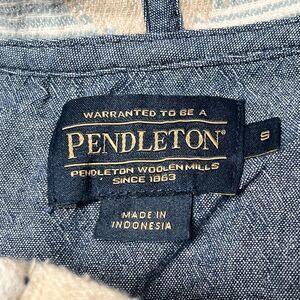 WARRANTED TO BE A
PENDLETON®
PENDLETON WOOLEN MILLS
SINCE 1863
S
MADE IN
INDONESIA